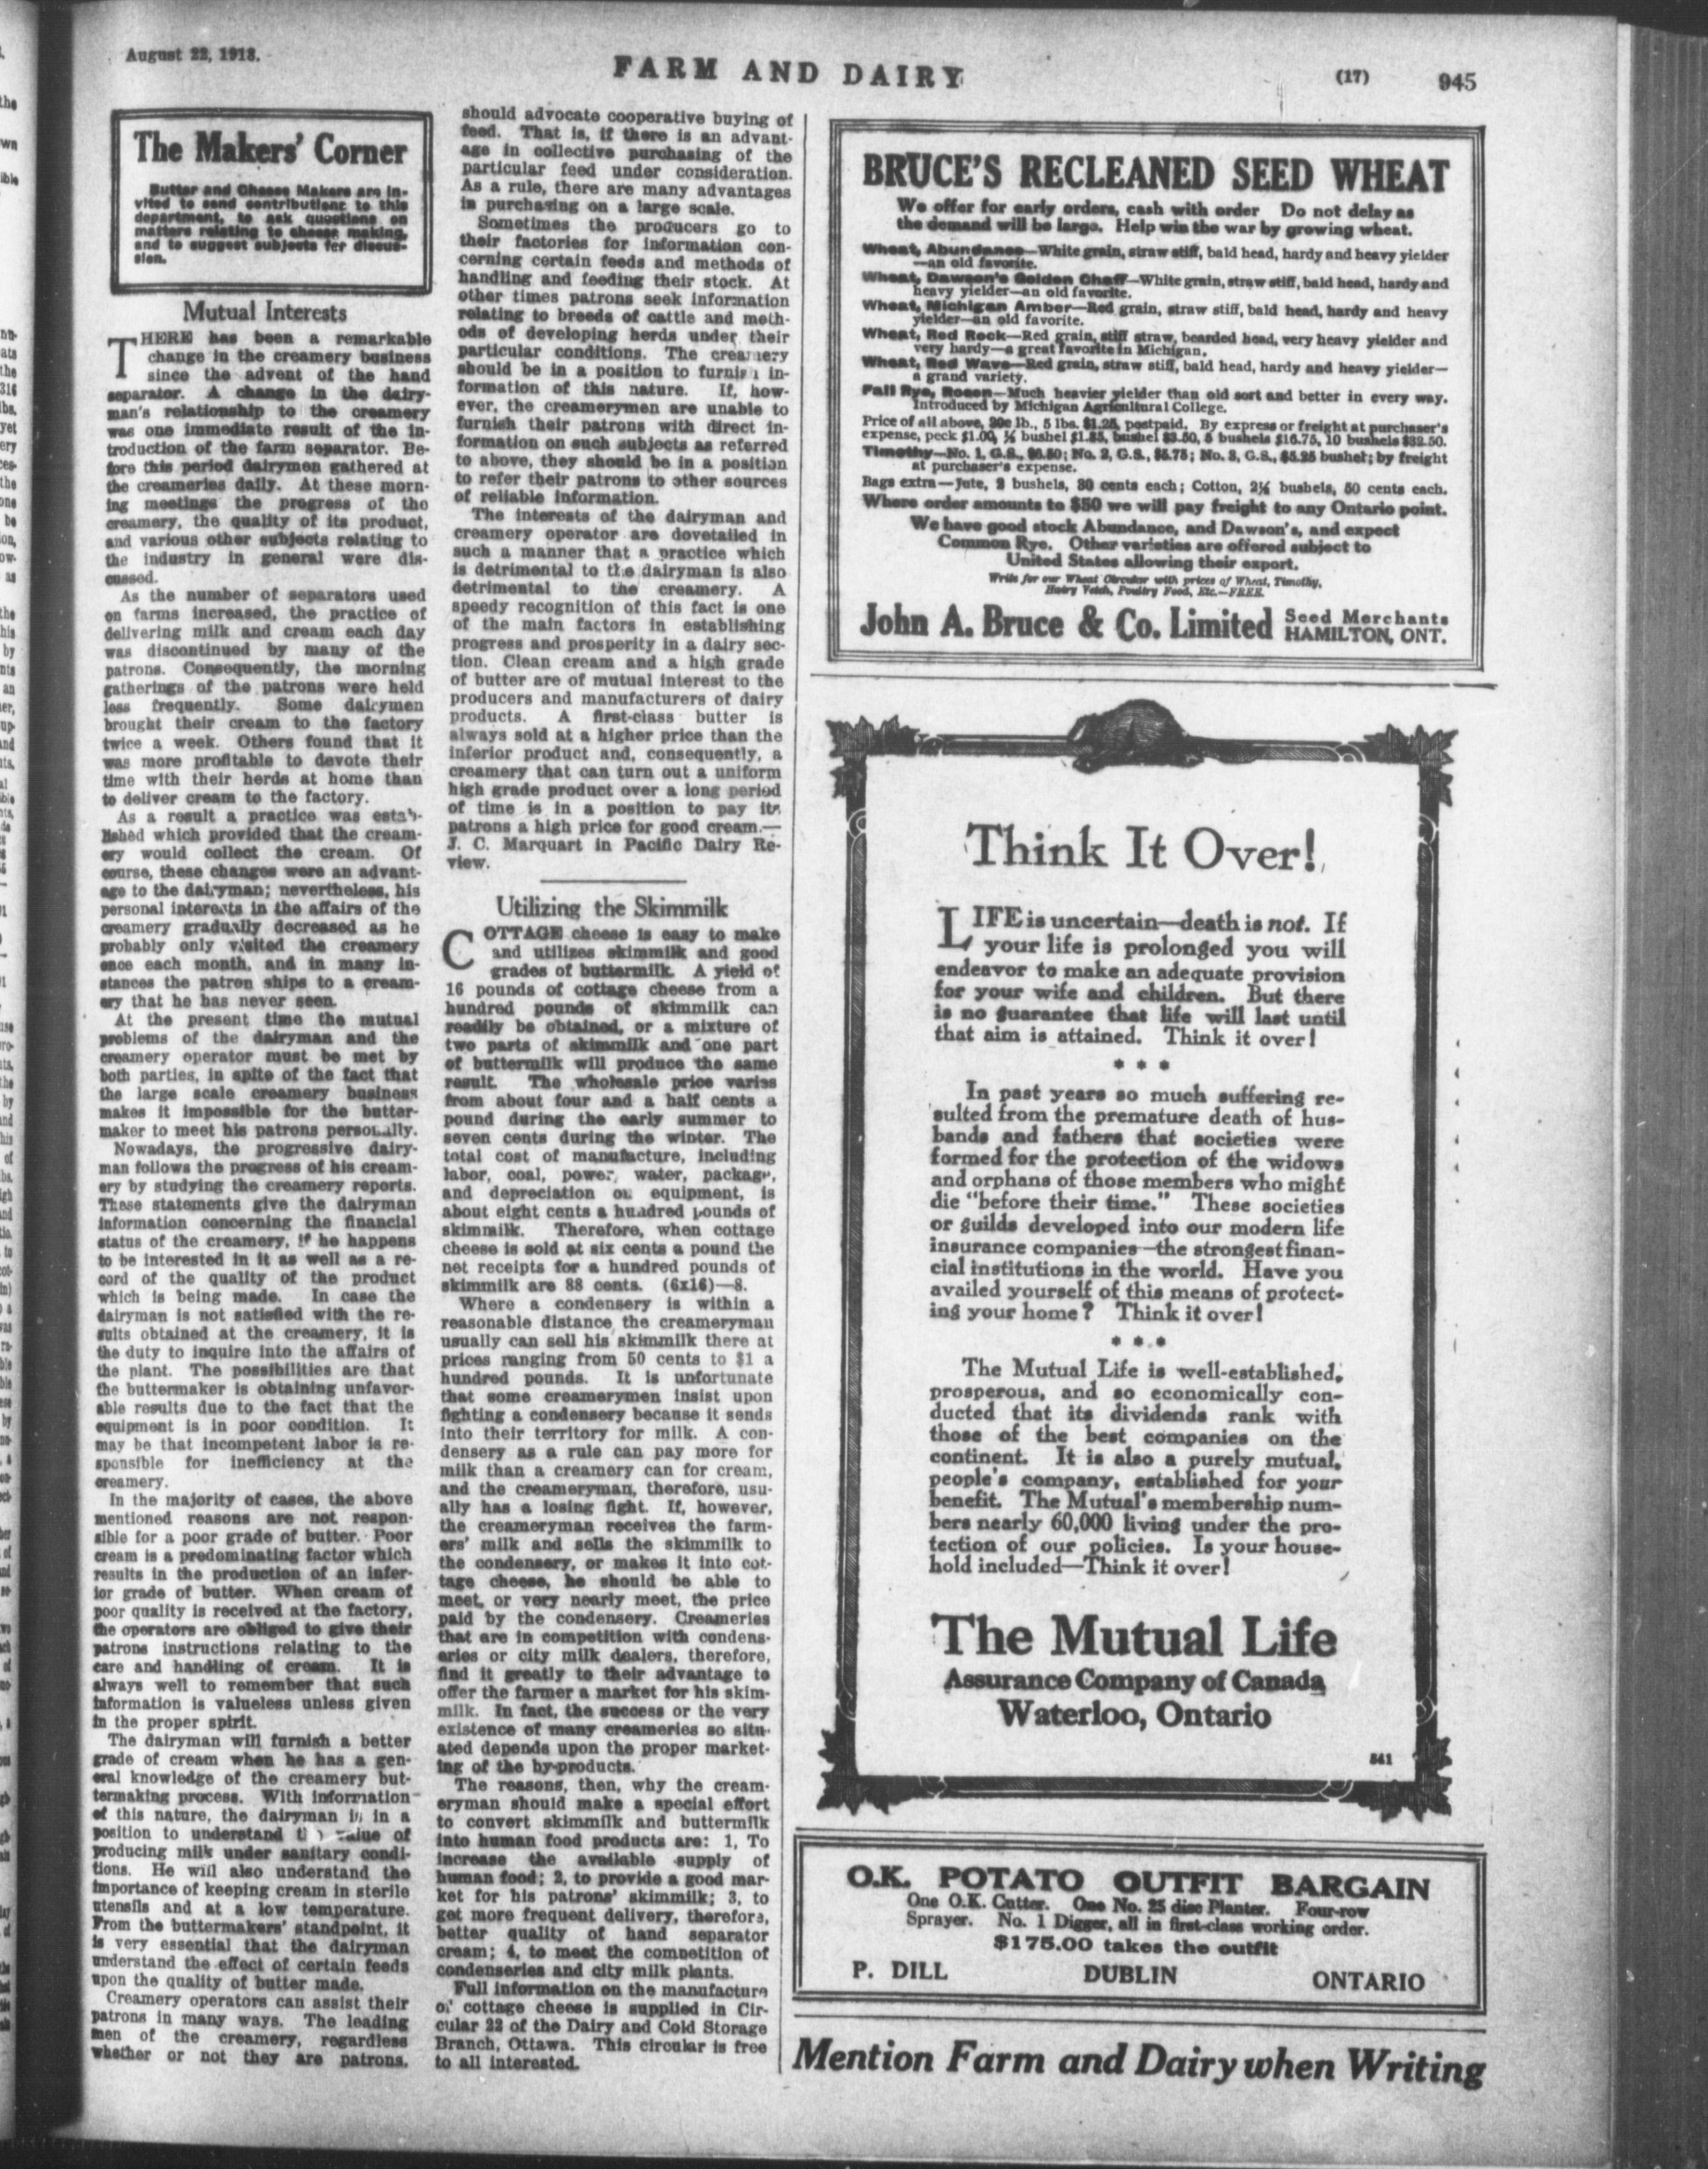 August 22, 1918.
FARM AND DAIRY
(17)
945
The Makers' Corner
Butter and Cheese Makers are in-
vited to send contributions to this
department, to ask questions on
matters relating to cheese making,
and to suggest subjects for discus-
sion.
Mutual Interests
THERE has been a remarkable
change in the creamery business
since the advent of the hand
separator. A change in the dairy-
man's relationship to the creamery
was one immediate result of the in-
troduction of the farm separator. Be-
fore this period dairymen gathered at
the creameries daily. At these morn-
ing meetings the progress of the
creamery, the quality of its product,
and various other subjects relating to
the industry in general were dis-
cussed.
As the number of separators used
on farms increased, the practice of
delivering milk and cream each day
was discontinued by many of the
patrons. Consequently, the morning
gatherings of the patrons were held
less frequently. Some dairymen
brought their cream to the factory
twice a week. Others found that it
was more profitable to devote their
time with their herds at home than
to deliver cream to the factory.
As a result a practice was estab-
lished which provided that the cream-
ery would collect the cream. Of
course, these changes were an advant-
age to the dairyman; nevertheless, his
personal interests in the affairs of the
creamery gradually decreased as he
probably only visited the creamery
once each month, and in many in-
stances the patron ships to a cream-
ery that he has never seen.
At the present time the mutual
problems of the dairyman and the
creamery operator must be met by
both parties, in spite of the fact that
the large scale creamery business
makes it impossible for the butter-
maker to meet his patrons personally.
Nowadays, the progressive dairy-
man follows the progress of his cream-
ery by studying the creamery reports.
These statements give the dairyman
information concerning the financial
status of the creamery, if he happens
to be interested in it as well as a re-
cord of the quality of the product
which is being made. In case the
dairyman is not satisfied with the re-
sults obtained at the creamery, it is
the duty to inquire into the affairs of
the plant. The possibilities are that
the buttermaker is obtaining unfavor-
able results due to the fact that the
equipment is in poor condition. It
may be that incompetent labor is re-
sponsible for inefficiency at the
creamery.
In the majority of cases, the above
mentioned reasons are not respon-
sible for a poor grade of butter. Poor
cream is a predominating factor which
results in the production of an infer-
ior grade of butter. When cream of
poor quality is received at the factory,
the operators are obliged to give their
patrons instructions relating to the
care and handling of cream. It is
always well to remember that such
information is valueless unless given
in the proper spirit.
The dairyman will furnish a better
grade of cream when he has a gen-
eral knowledge of the creamery but-
termaking process. With information
of this nature, the dairyman is in a
position to understand the value of
producing milk under sanitary condi-
tions. He will also understand the
importance of keeping cream in sterile
utensils and at a low temperature.
From the buttermakers' standpoint, it
is very essential that the dairyman
understand the effect of certain feeds
upon the quality of butter made.
Creamery operators can assist their
patrons in many ways. The leading
men of the creamery, regardless
whether or not they are patrons,
should advocate cooperative buying of
feed. That is, if there is an advant-
age in collective purchasing of the
particular feed under consideration.
As a rule, there are many advantages
in purchasing on a large scale.
Sometimes the producers go to
their factories for information con-
cerning certain feeds and methods of
handling and feeding their stock. At
other times patrons seek information
relating to breeds of cattle and meth-
ods of developing herds under their
particular conditions. The creamery
should be in a position to furnish in-
formation of this nature. If, how-
ever, the creamerymen are unable to
furnish their patrons with direct in-
formation on such subjects as referred
to above, they should be in a position
to refer their patrons to other sources
of reliable information.
The interests of the dairyman and
creamery operator are dovetailed in
such a manner that a practice which
is detrimental to the dairyman is also
detrimental to the creamery. A
speedy recognition of this fact is one
of the main factors in establishing
progress and prosperity in a dairy sec-
tion. Clean cream and a high grade
of butter are of mutual interest to the
producers and manufacturers of dairy
products. A first-class butter is
always sold at a higher price than the
inferior product and, consequently, a
creamery that can turn out a uniform
high grade product over a long period
of time is in a position to pay its
patrons a high price for good cream.—
J. C. Marquart in Pacific Dairy Re-
view.
Utilizing the Skimmilk
COTTAGE cheese is easy to make
and utilizes skimmilk and good
grades of buttermilk. A yield of
16 pounds of cottage cheese from a
hundred pounds of skimmilk can
readily be obtained, or a mixture of
two parts of skimmilk and one part
of buttermilk will produce the same
result. The wholesale price varies
from about four and a half cents a
pound during the early summer to
seven cents during the winter. The
total cost of manufacture, including
labor, coal, power, water, package,
and depreciation on equipment, is
about eight cents a hundred pounds of
skimmilk. Therefore, when cottage
cheese is sold at six cents a pound the
net receipts for a hundred pounds of
skimmilk are 88 cents. (6x16)—8.
Where a condensery is within a
reasonable distance the creameryman
usually can sell his skimmilk there at
prices ranging from 50 cents to $1 a
hundred pounds. It is unfortunate
that some creamerymen insist upon
fighting a condensery because it sends
into their territory for milk. A con-
densery as a rule can pay more for
milk than a creamery can for cream,
and the creameryman, therefore, usu-
ally has a losing fight. If, however,
the creameryman receives the farm-
ers' milk and sells the skimmilk to
the condensery, or makes it into cot-
tage cheese, he should be able to
meet, or very nearly meet, the price
paid by the condensery. Creameries
that are in competition with condens-
eries or city milk dealers, therefore,
find it greatly to their advantage to
offer the farmer a market for his skim-
milk. In fact, the success or the very
existence of many creameries so situ-
ated depends upon the proper market-
ing of the by-products.
The reasons, then, why the cream-
eryman should make a special effort
to convert skimmilk and buttermilk
into human food products are: 1, To
increase the available supply of
human food; 2, to provide a good mar-
ket for his patrons' skimmilk; 3, to
get more frequent delivery, therefore,
better quality of hand separator
cream; 4, to meet the competition of
condenseries and city milk plants.
Full information on the manufacture
of cottage cheese is supplied in Cir-
cular 22 of the Dairy and Cold Storage
Branch, Ottawa. This circular is free
to all interested.
BRUCE'S RECLEANED SEED WHEAT
We offer for early orders, cash with order Do not delay as
the demand will be large. Help win the war by growing wheat.
Wheat, Abundance—White grain, straw stiff, bald head, hardy and heavy yielder
—an old favorite.
Wheat, Dawson's Golden Chaff—White grain, straw stiff, bald head, hardy and
heavy yielder—an old favorite.
Wheat, Michigan Amber—Red grain, straw stiff, bald head, hardy and heavy
yielder—an old favorite.
Wheat, Red Rock—Red grain, stiff straw, bearded head, very heavy yielder and
very hardy—a great favorite in Michigan.
Wheat, Red Wave—Red grain, straw stiff, bald head, hardy and heavy yielder—
a grand variety.
Fall Rye, Rosen—Much heavier yielder than old sort and better in every way.
Introduced by Michigan Agricultural College.
Price of all above, 30c lb., 5 lbs. $1.25, postpaid. By express or freight at purchaser's
expense, peck $1.00, ½ bushel $1.85, bushel $3.50, 5 bushels $16.75, 10 bushels $32.50.
Timothy—No. 1, G.S., $6.50; No. 2, G.S., $5.75; No. 3, G.S., $5.25 bushel; by freight
at purchaser's expense.
Bags extra—Jute, 2 bushels, 30 cents each; Cotton, 2½ bushels, 50 cents each.
Where order amounts to $50 we will pay freight to any Ontario point.
We have good stock Abundance, and Dawson's, and expect
Common Rye. Other varieties are offered subject to
United States allowing their export.
Write for our Wheat Circular with prices of Wheat, Timothy,
Hairy Vetch, Poultry Food, Etc.—FREE.
John A. Bruce & Co. Limited Seed Merchants
HAMILTON, ONT.
Think It Over!
LIFE is uncertain—death is not. If
your life is prolonged you will
endeavor to make an adequate provision
for your wife and children. But there
is no guarantee that life will last until
that aim is attained. Think it over!
* * *
In past years so much suffering re-
sulted from the premature death of hus-
bands and fathers that societies were
formed for the protection of the widows
and orphans of those members who might
die "before their time." These societies
or guilds developed into our modern life
insurance companies—the strongest finan-
cial institutions in the world. Have you
availed yourself of this means of protect-
ing your home? Think it over!
* * *
The Mutual Life is well-established,
prosperous, and so economically con-
ducted that its dividends rank with
those of the best companies on the
continent. It is also a purely mutual,
people's company, established for your
benefit. The Mutual's membership num-
bers nearly 60,000 living under the pro-
tection of our policies. Is your house-
hold included—Think it over!
The Mutual Life
Assurance Company of Canada
Waterloo, Ontario
541
O.K. POTATO OUTFIT BARGAIN
One O.K. Cutter. One No. 25 disc Planter. Four-row
Sprayer. No. 1 Digger, all in first-class working order.
$175.00 takes the outfit
P. DILL DUBLIN ONTARIO
Mention Farm and Dairy when Writing